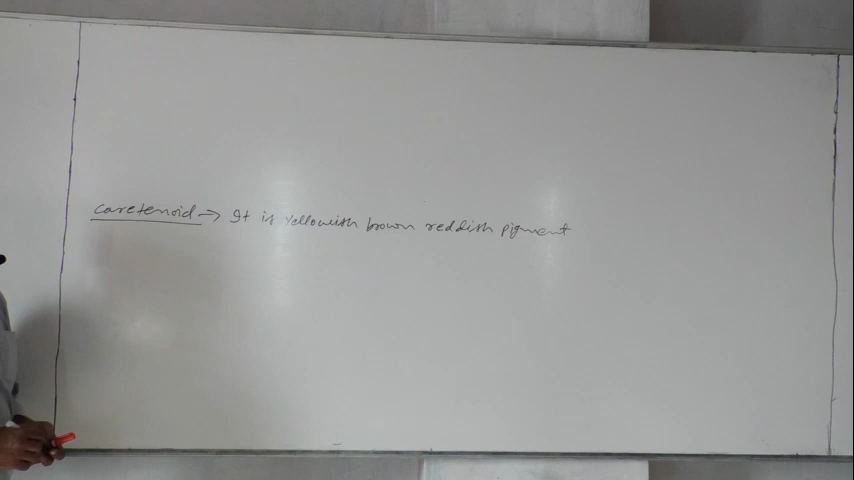 caretenoid → It is Yellowish brown reddish pigment